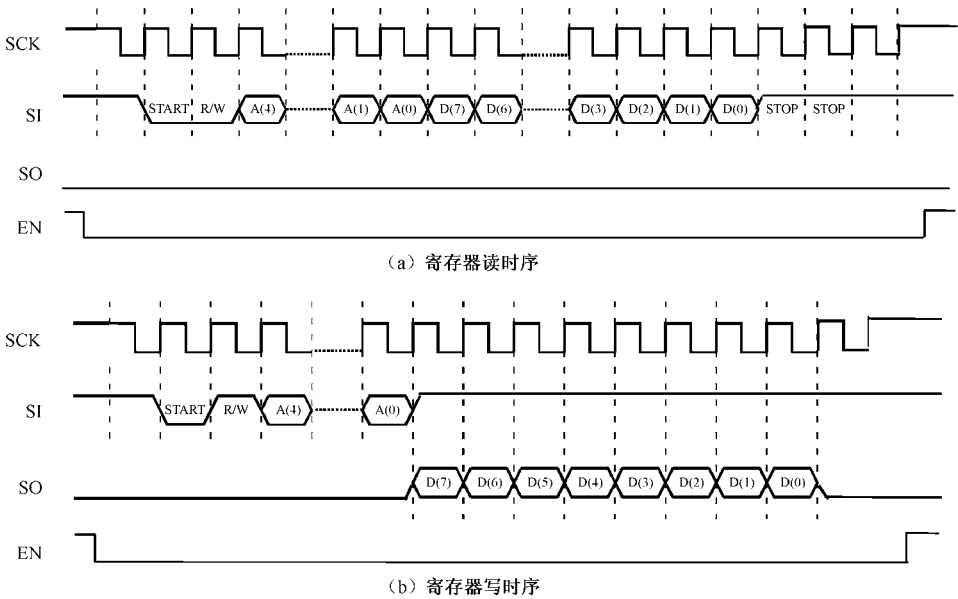 SCK
SI START R/W A(4) A(1) A(0) D(7) D(6) D(3) D(2) D(1) D(0) STOP STOP
SO
EN
（a）寄存器读时序
SCK
SI START R/W A(4) A(0)
SO D(7) D(6) D(5) D(4) D(3) D(2) D(1) D(0)
EN
（b）寄存器写时序